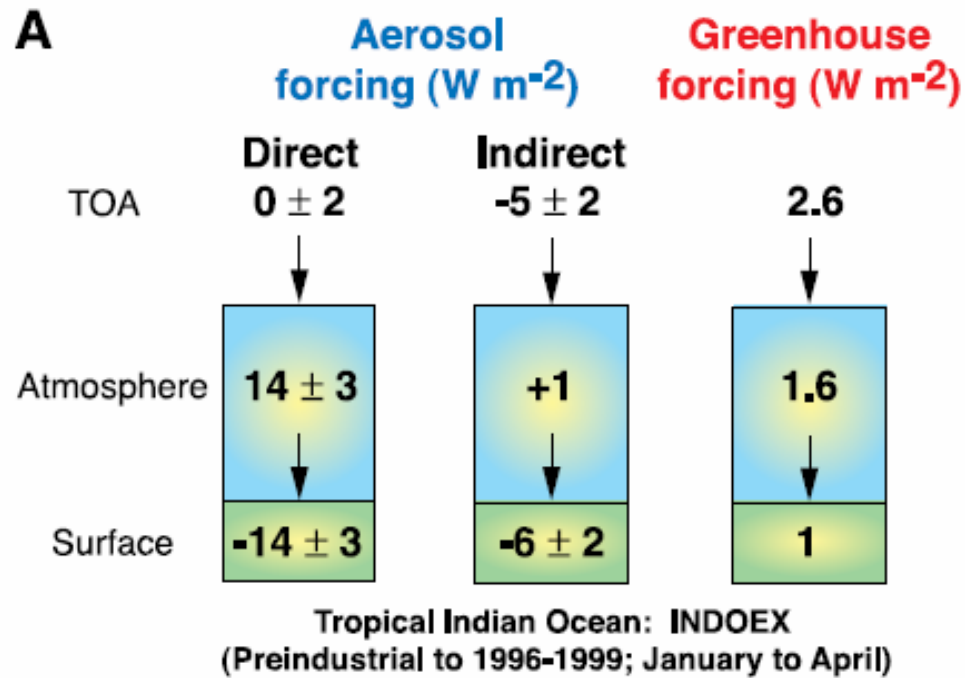 A
Aerosol
forcing (W m-2)
Greenhouse
forcing (W m-2)
Direct
Indirect
TOA
0 ± 2
-5 ± 2
2.6
Atmosphere
14 ± 3
+1
1.6
Surface
-14 ± 3
-6 ± 2
1
Tropical Indian Ocean: INDOEX
(Preindustrial to 1996-1999; January to April)